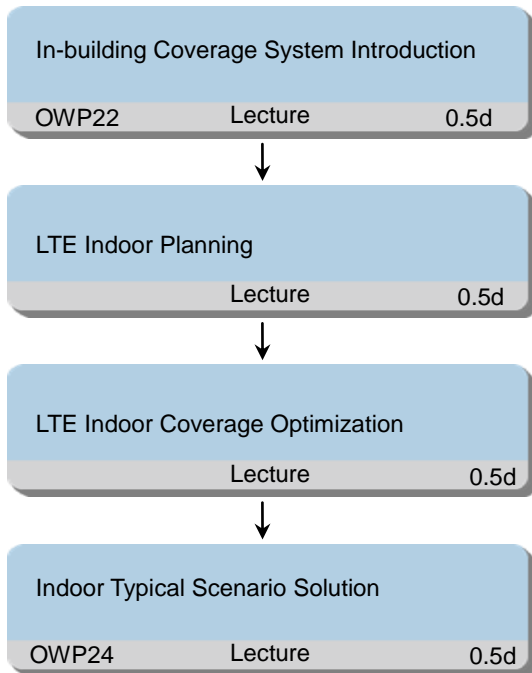 In-building Coverage System Introduction
OWP22 Lecture 0.5d
LTE Indoor Planning
Lecture 0.5d
LTE Indoor Coverage Optimization
Lecture 0.5d
Indoor Typical Scenario Solution
OWP24 Lecture 0.5d